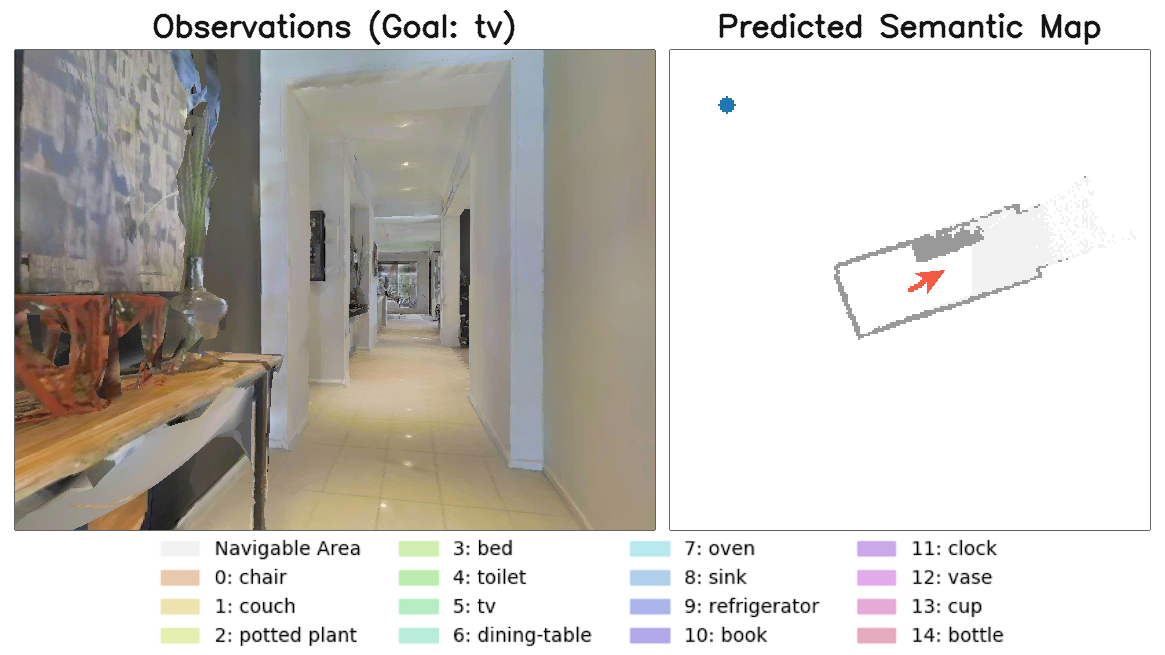 Observations (Goal: tv)
Predicted Semantic Map
Navigable Area
0: chair
1: couch
2: potted plant
3: bed
4: toilet
5: tv
6: dining-table
7: oven
8: sink
9: refrigerator
10: book
11: clock
12: vase
13: cup
14: bottle